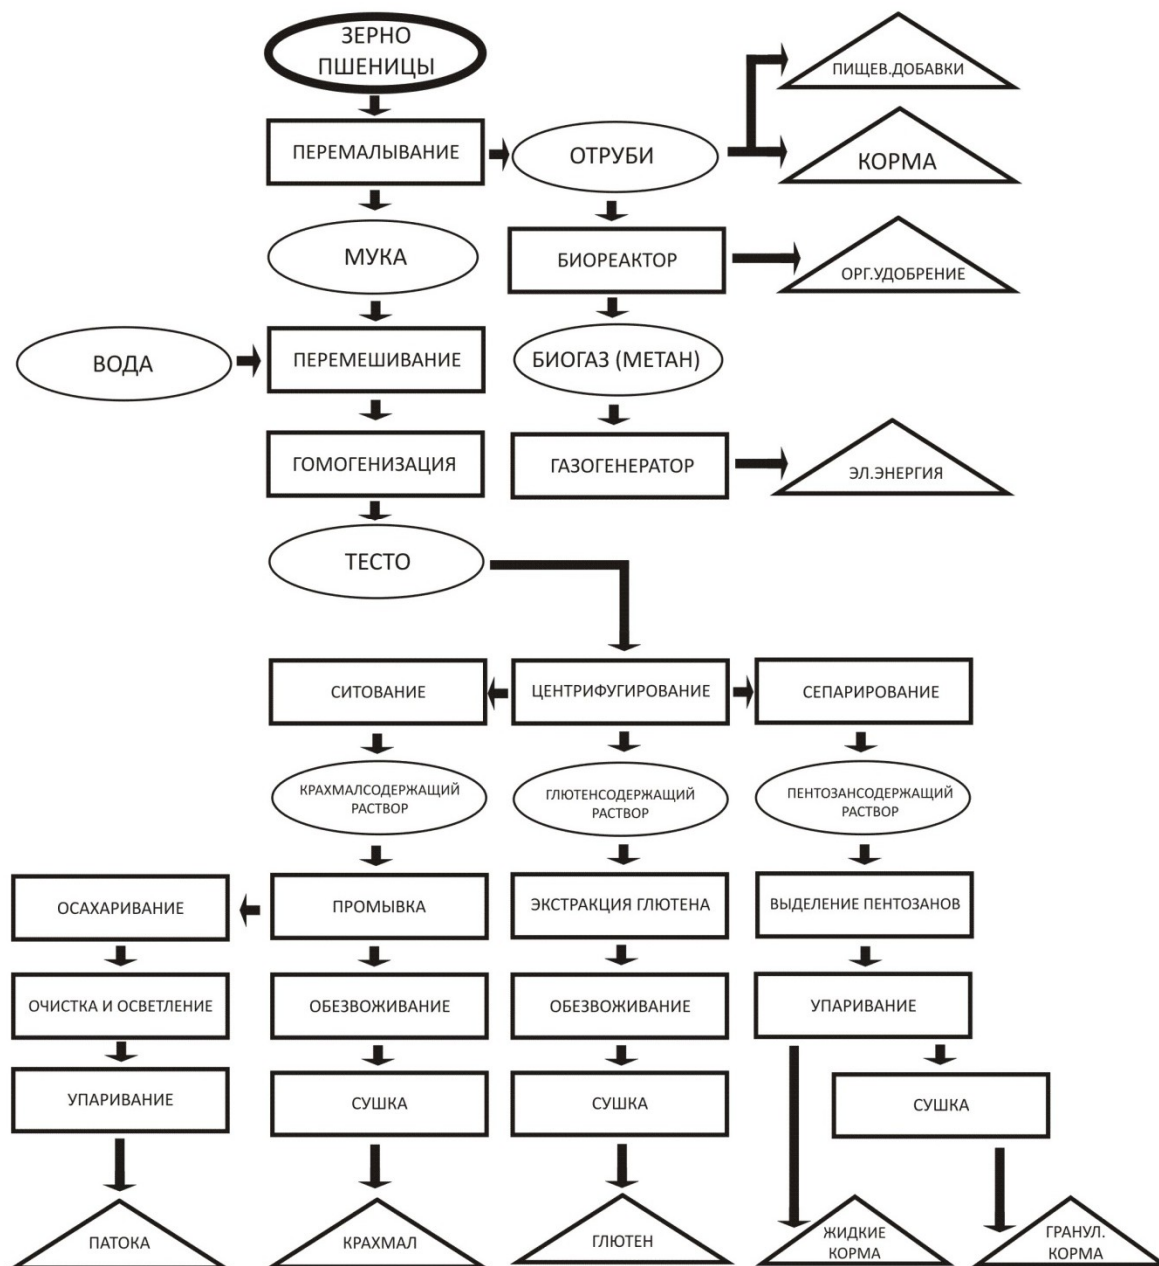 ЗЕРНО
ПШЕНИЦЫ
ПИЩЕВ.ДОБАВКИ
ПЕРЕМАЛЫВАНИЕ
ОТРУБИ
КОРМА
МУКА
БИОРЕАКТОР
ОРГ.УДОБРЕНИЕ
ВОДА
ПЕРЕМЕШИВАНИЕ
БИОГАЗ (МЕТАН)
ГОМОГЕНИЗАЦИЯ
ГАЗОГЕНЕРАТОР
ЭЛ.ЭНЕРГИЯ
ТЕСТО
СИТОВАНИЕ
ЦЕНТРИФУГИРОВАНИЕ
СЕПАРИРОВАНИЕ
КРАХМАЛСОДЕРЖАЩИЙ
РАСТВОР
ГЛЮТЕНСОДЕРЖАЩИЙ
РАСТВОР
ПЕНТОЗАНСОДЕРЖАЩИЙ
РАСТВОР
ОСАХАРИВАНИЕ
ПРОМЫВКА
ЭКСТРАКЦИЯ ГЛЮТЕНА
ВЫДЕЛЕНИЕ ПЕНТОЗАНОВ
ОЧИСТКА И ОСВЕТЛЕНИЕ
ОБЕЗВОЖИВАНИЕ
ОБЕЗВОЖИВАНИЕ
УПАРИВАНИЕ
УПАРИВАНИЕ
СУШКА
СУШКА
СУШКА
ПАТОКА
КРАХМАЛ
ГЛЮТЕН
ЖИДКИЕ
КОРМА
ГРАНУЛ.
КОРМА